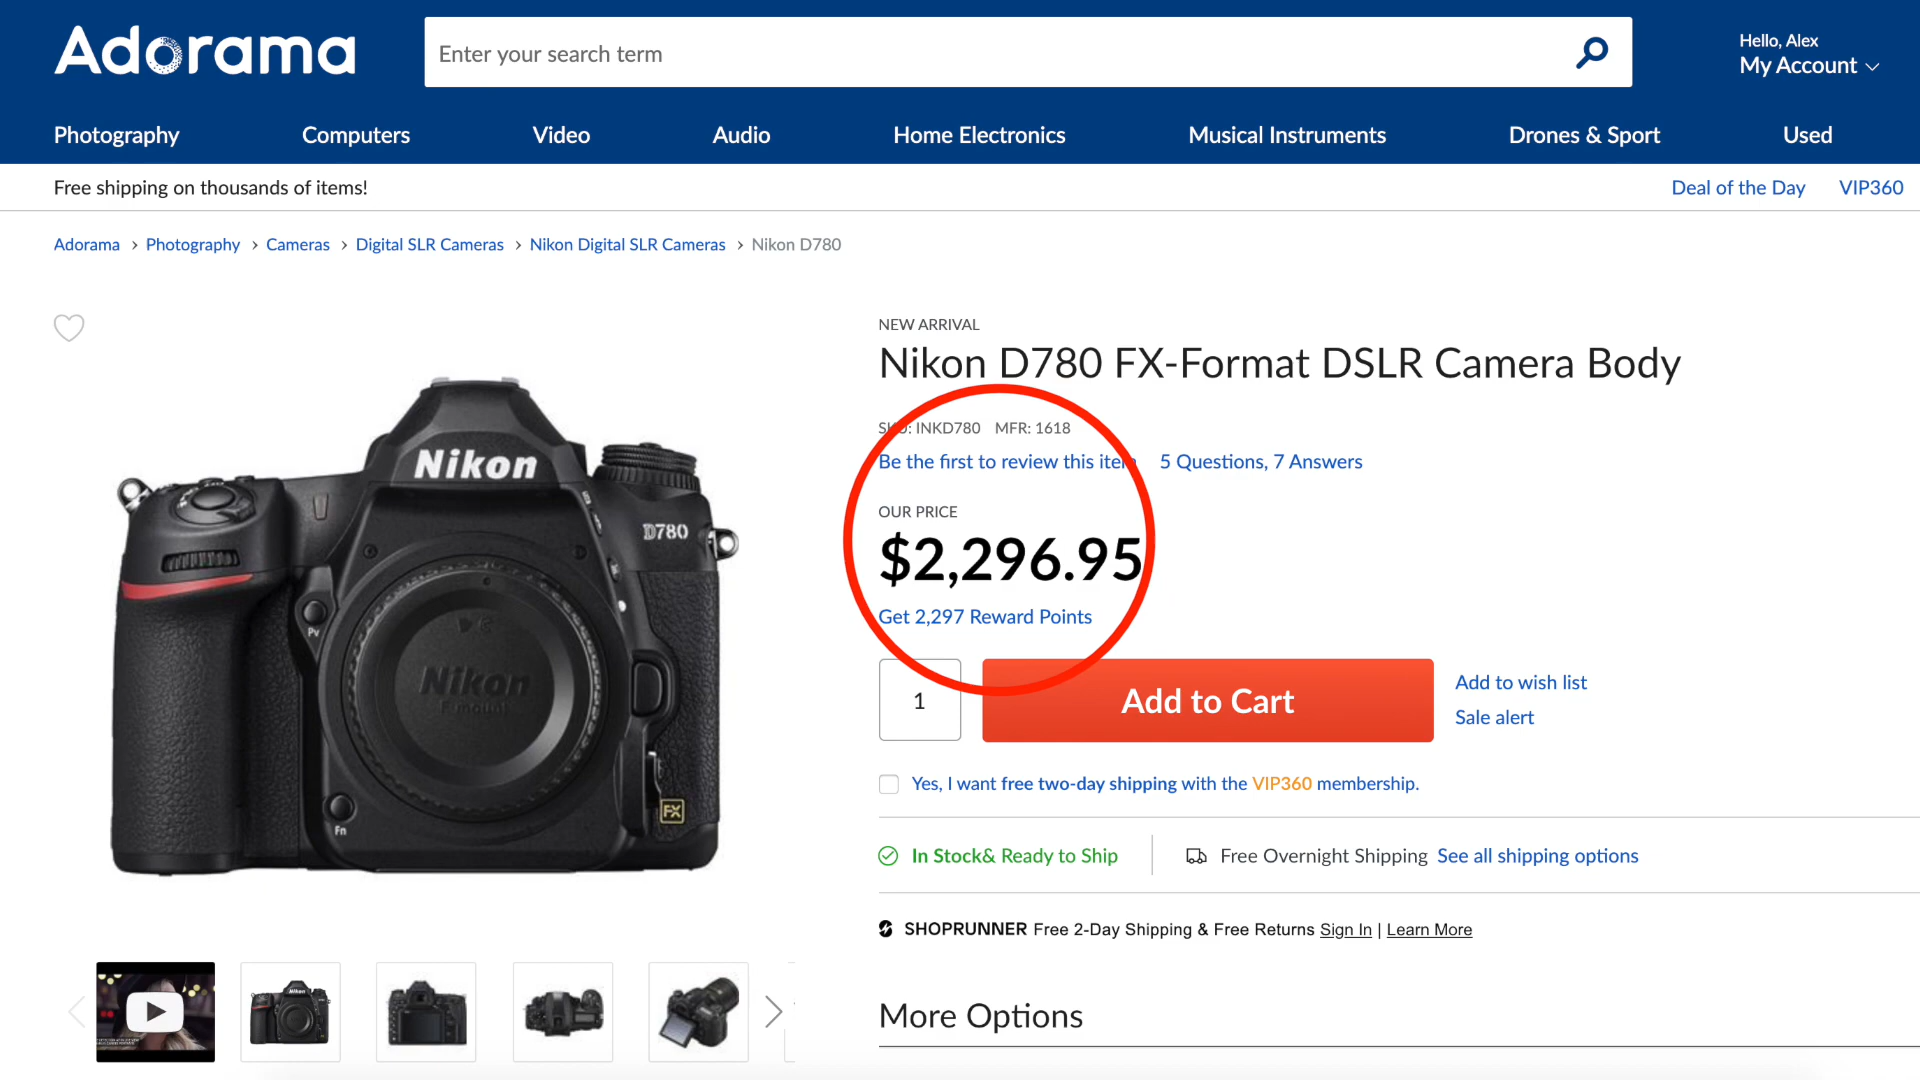 Adorama
Enter your search term
Hello, Alex
My Account
Photography Computers Video Audio Home Electronics Musical Instruments Drones & Sport Used
Free shipping on thousands of items! Deal of the Day VIP360
Adorama > Photography > Cameras > Digital SLR Cameras > Nikon Digital SLR Cameras > Nikon D780
NEW ARRIVAL
Nikon D780 FX-Format DSLR Camera Body
SKU: INKD780 MFR: 1618
Be the first to review this item 5 Questions, 7 Answers
OUR PRICE
$2,296.95
Get 2,297 Reward Points
1 Add to Cart
Add to wish list
Sale alert
Yes, I want free two-day shipping with the VIP360 membership.
In Stock& Ready to Ship Free Overnight Shipping See all shipping options
SHOPRUNNER Free 2-Day Shipping & Free Returns Sign In | Learn More
More Options
Nikon
D780
Pv
Nikon
F-mount
Fn
FX